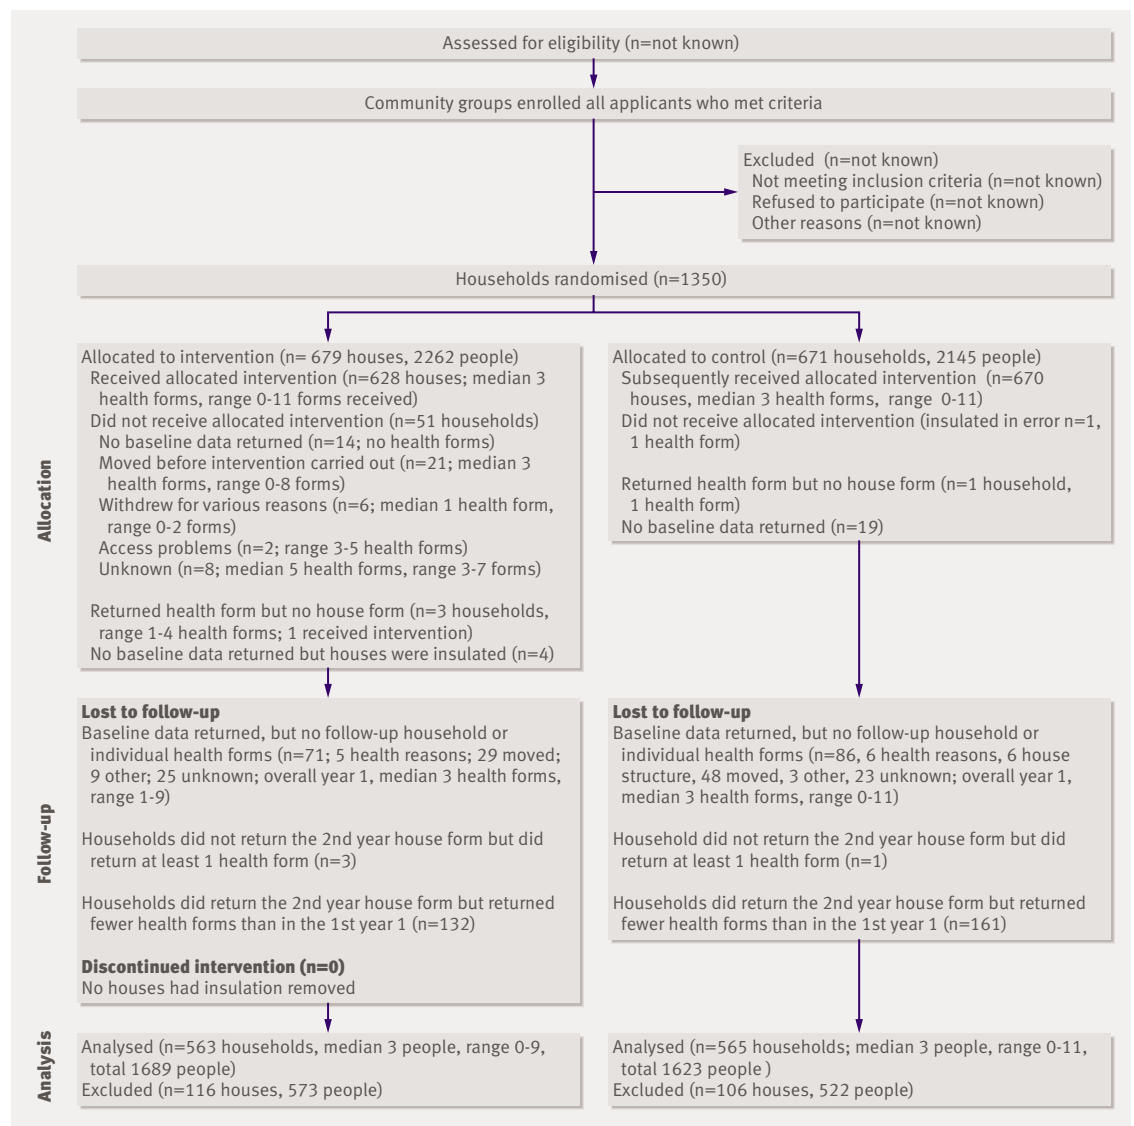 Assessed for eligibility (n=not known)
Community groups enrolled all applicants who met criteria
Excluded (n=not known)
Not meeting inclusion criteria (n=not known)
Refused to participate (n=not known)
Other reasons (n=not known)
Households randomised (n=1350)
Allocation
Allocated to intervention (n= 679 houses, 2262 people)
Received allocated intervention (n=628 houses; median 3
health forms, range 0-11 forms received)
Did not receive allocated intervention (n=51 households)
No baseline data returned (n=14; no health forms)
Moved before intervention carried out (n=21; median 3
health forms, range 0-8 forms)
Withdrew for various reasons (n=6; median 1 health form,
range 0-2 forms)
Access problems (n=2; range 3-5 health forms)
Unknown (n=8; median 5 health forms, range 3-7 forms)
Returned health form but no house form (n=3 households,
range 1-4 health forms; 1 received intervention)
No baseline data returned but houses were insulated (n=4)
Allocated to control (n=671 households, 2145 people)
Subsequently received allocated intervention (n=670
houses, median 3 health forms, range 0-11)
Did not receive allocated intervention (insulated in error n=1,
1 health form)
Returned health form but no house form (n=1 household,
1 health form)
No baseline data returned (n=19)
Follow-up
Lost to follow-up
Baseline data returned, but no follow-up household or
individual health forms (n=71; 5 health reasons; 29 moved;
9 other; 25 unknown; overall year 1, median 3 health forms,
range 1-9)
Households did not return the 2nd year house form but did
return at least 1 health form (n=3)
Households did return the 2nd year house form but returned
fewer health forms than in the 1st year 1 (n=132)
Discontinued intervention (n=0)
No houses had insulation removed
Lost to follow-up
Baseline data returned, but no follow-up household or
individual health forms (n=86, 6 health reasons, 6 house
structure, 48 moved, 3 other, 23 unknown; overall year 1,
median 3 health forms, range 0-11)
Household did not return the 2nd year house form but did
return at least 1 health form (n=1)
Households did return the 2nd year house form but returned
fewer health forms than in the 1st year 1 (n=161)
Analysis
Analysed (n=563 households, median 3 people, range 0-9,
total 1689 people)
Excluded (n=116 houses, 573 people)
Analysed (n=565 households; median 3 people, range 0-11,
total 1623 people )
Excluded (n=106 houses, 522 people)